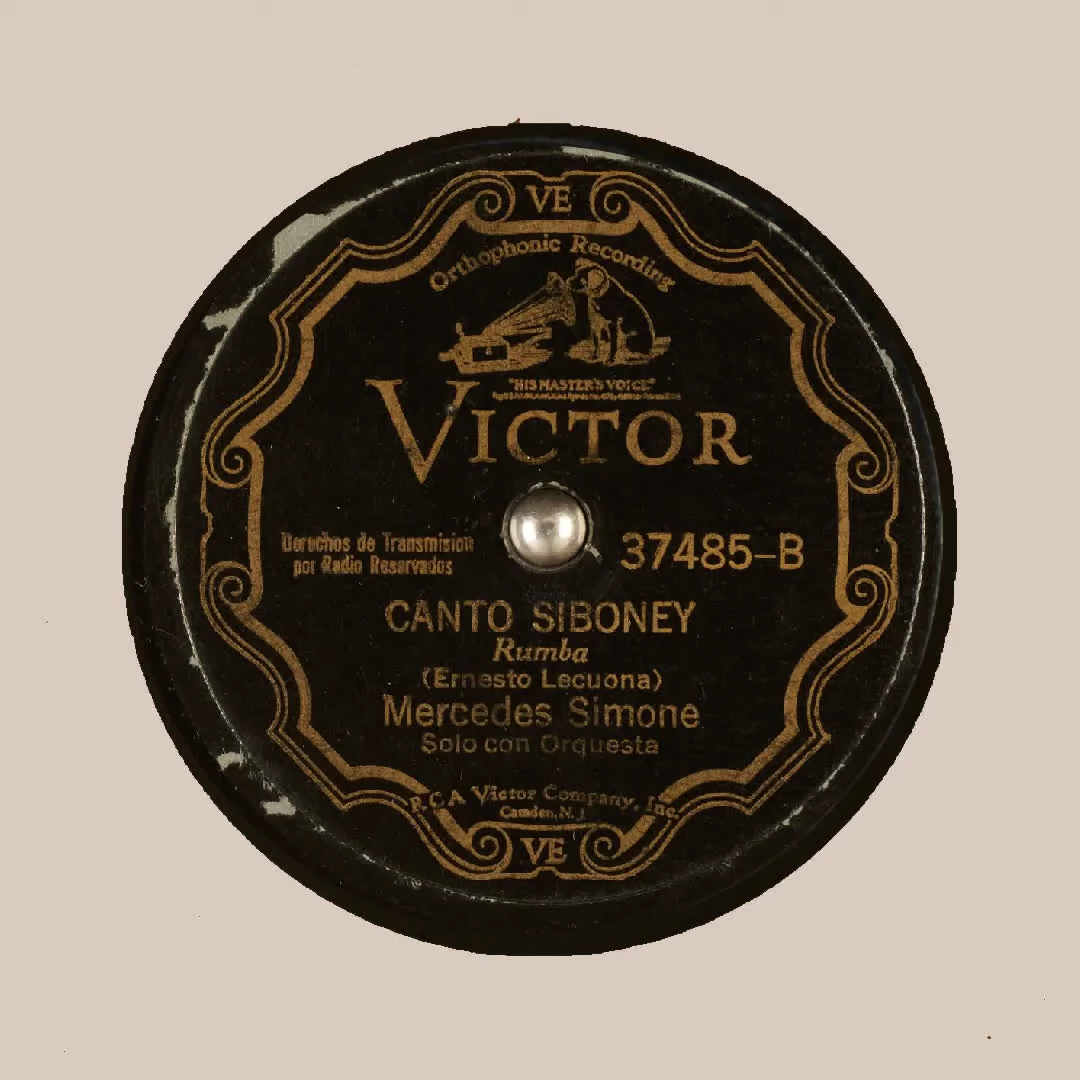 VE
Orthophonic Recording
"HIS MASTER'S VOICE"
VICTOR
Derechos de Transmision
por Radio Reservados
37485-B
CANTO SIBONEY
Rumba
(Ernesto Lecuona)
Mercedes Simone
Solo con Orquesta
RCA Victor Company, Inc.
Camden, N.J.
VE